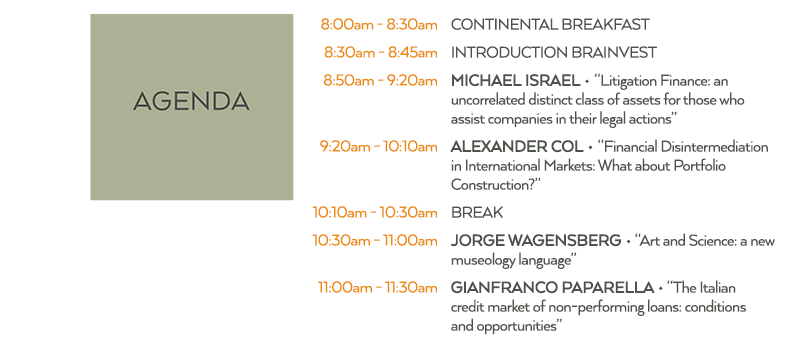 AGENDA
8:00am - 8:30am CONTINENTAL BREAKFAST
8:30am - 8:45am INTRODUCTION BRAINVEST
8:50am - 9:20am MICHAEL ISRAEL • “Litigation Finance: an
uncorrelated distinct class of assets for those who
assist companies in their legal actions”
9:20am - 10:10am ALEXANDER COL • “Financial Disintermediation
in International Markets: What about Portfolio
Construction?”
10:10am - 10:30am BREAK
10:30am - 11:00am JORGE WAGENSBERG • “Art and Science: a new
museology language”
11:00am - 11:30am GIANFRANCO PAPARELLA • “The Italian
credit market of non-performing loans: conditions
and opportunities”